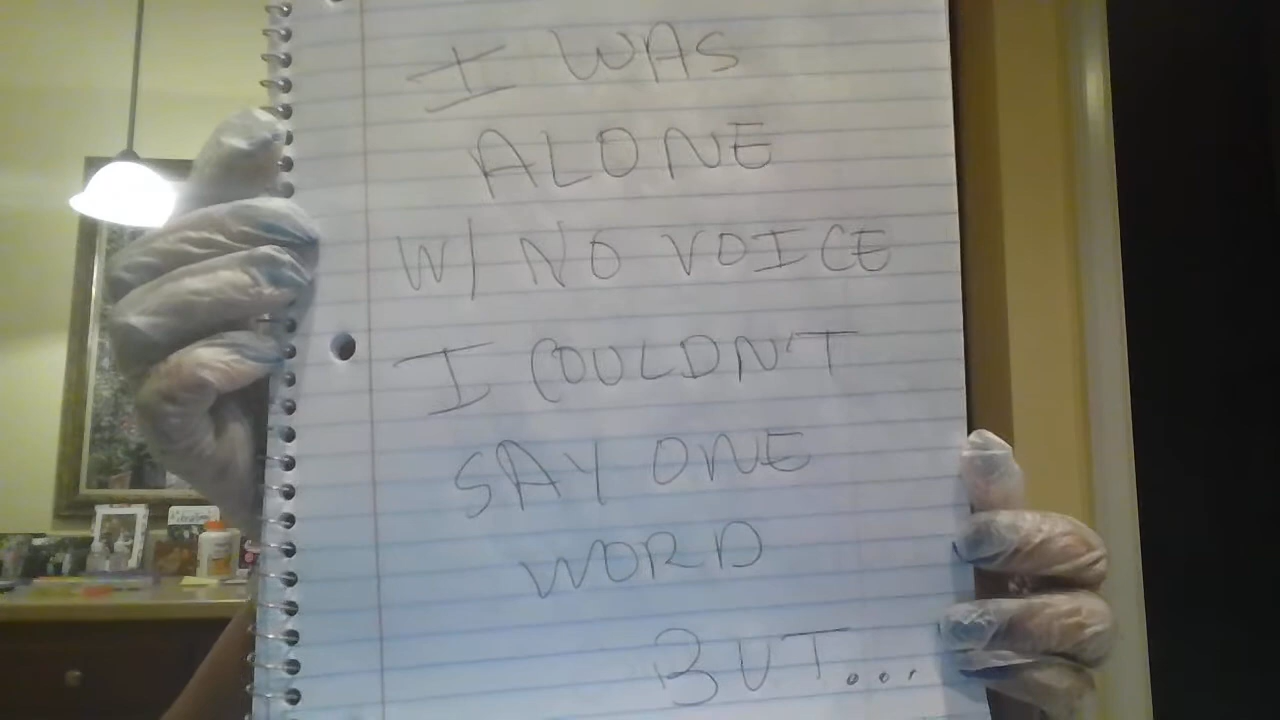 I WAS
ALONE
W/ NO VOICE
I COULDN'T
SAY ONE
WORD
BUT...